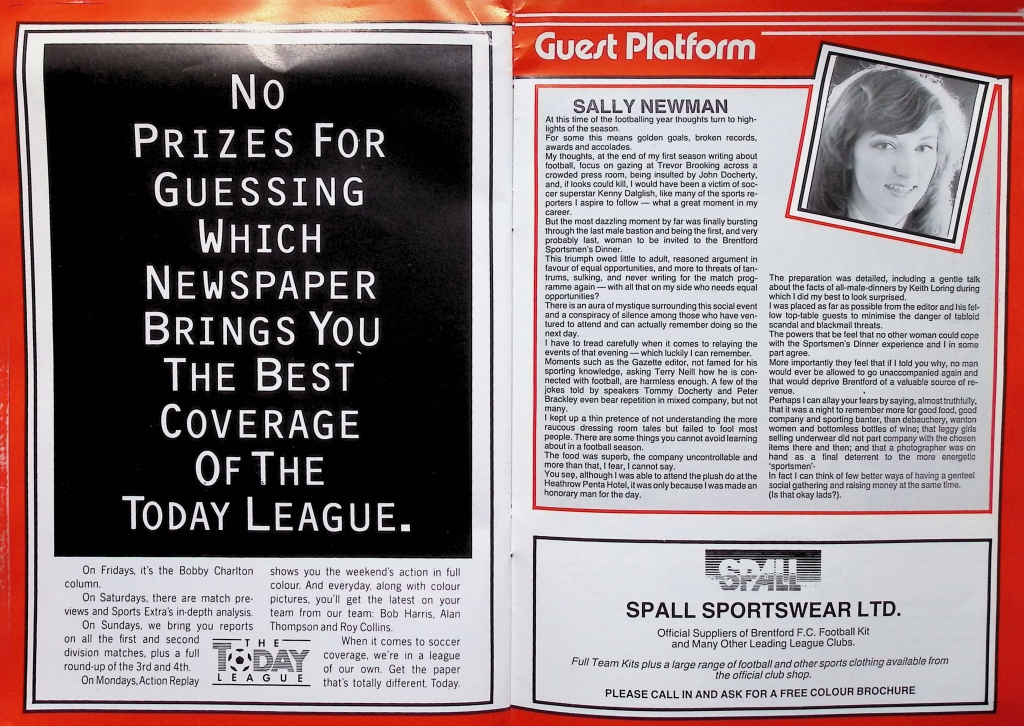 No
Prizes For
Guessing
Which
Newspaper
Brings You
The Best
Coverage
Of The
Today League.
On Fridays, it's the Bobby Charlton
column.
On Saturdays, there are match pre-
views and Sports Extra's in-depth analysis.
On Sundays, we bring you reports
on all the first and second
division matches, plus a full
round-up of the 3rd and 4th.
On Mondays, Action Replay
shows you the weekend's action in full
colour. And everyday, along with colour
pictures, you'll get the latest on your
team from our team: Bob Harris, Alan
Thompson and Roy Collins.
When it comes to soccer
coverage, we're in a league
of our own. Get the paper
that's totally different. Today.
THE
TODAY
LEAGUE
Guest Platform
SALLY NEWMAN
At this time of the footballing year thoughts turn to high-
lights of the season.
For some this means golden goals, broken records,
awards and accolades.
My thoughts, at the end of my first season writing about
football, focus on gazing at Trevor Brooking across a
crowded press room, being insulted by John Docherty,
and, if looks could kill, I would have been a victim of soc-
cer superstar Kenny Dalglish, like many of the sports re-
porters I aspire to follow — what a great moment in my
career.
But the most dazzling moment by far was finally bursting
through the last male bastion and being the first, and very
probably last, woman to be invited to the Brentford
Sportsmen's Dinner.
This triumph owed little to adult, reasoned argument in
favour of equal opportunities, and more to threats of tan-
trums, sulking, and never writing for the match pro-
gramme again — with all that on my side who needs equal
opportunities?
There is an aura of mystique surrounding this social event
and a conspiracy of silence among those who have ven-
tured to attend and can actually remember doing so the
next day.
I have to tread carefully when it comes to relaying the
events of that evening — which luckily I can remember.
Moments such as the Gazette editor, not famed for his
sporting knowledge, asking Terry Neill how he is con-
nected with football, are harmless enough. A few of the
jokes told by speakers Tommy Docherty and Peter
Brackley even bear repetition in mixed company, but not
many.
I kept up a thin pretence of not understanding the more
raucous dressing room tales but failed to fool most
people. There are some things you cannot avoid learning
about in a football season.
The food was superb, the company uncontrollable and
more than that, I fear, I cannot say.
You see, although I was able to attend the plush do at the
Heathrow Penta Hotel, it was only because I was made an
honorary man for the day.
The preparation was detailed, including a gentle talk
about the facts of all-male-dinners by Keith Loring during
which I did my best to look surprised.
I was placed as far as possible from the editor and his fel-
low top-table guests to minimise the danger of tabloid
scandal and blackmail threats.
The powers that be feel that no other woman could cope
with the Sportsmen's Dinner experience and I in some
part agree.
More importantly they feel that if I told you why, no man
would ever be allowed to go unaccompanied again and
that would deprive Brentford of a valuable source of re-
venue.
Perhaps I can allay your fears by saying, almost truthfully,
that it was a night to remember more for good food, good
company and sporting banter, than debauchery, wanton
women and bottomless bottles of wine; that leggy girls
selling underwear did not part company with the chosen
items there and then; and that a photographer was on
hand as a final deterrent to the more energetic
'sportsmen'-
In fact I can think of few better ways of having a genteel
social gathering and raising money at the same time.
(Is that okay lads?).
SPALL
SPALL SPORTSWEAR LTD.
Official Suppliers of Brentford F.C. Football Kit
and Many Other Leading League Clubs.
Full Team Kits plus a large range of football and other sports clothing available from
the official club shop.
PLEASE CALL IN AND ASK FOR A FREE COLOUR BROCHURE